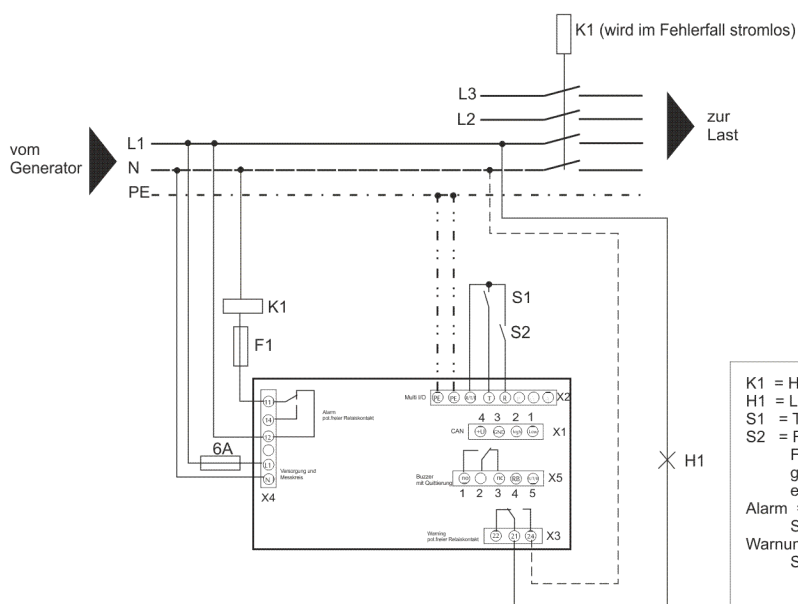 K1 (wird im Fehlerfall stromlos)
L3
L2
zur
Last
vom
Generator
L1
N
PE
K1
F1
S1
S2
Multi I/O
PE
PE
T
R
X2
11
14
12
L1
N
Alarm
pot.freier Relaiskontakt
6A
Versorgung und
Messkreis
X4
4 3 2 1
CAN
+U
GND
X1
Buzzer
mit Quittierung
RB
X5
1 2 3 4 5
Warning
pot.freier Relaiskontakt
22
21
24
X3
H1
K1 = H
H1 = L
S1 = T
S2 = F
F
g
e
Alarm =
S
Warnun
S